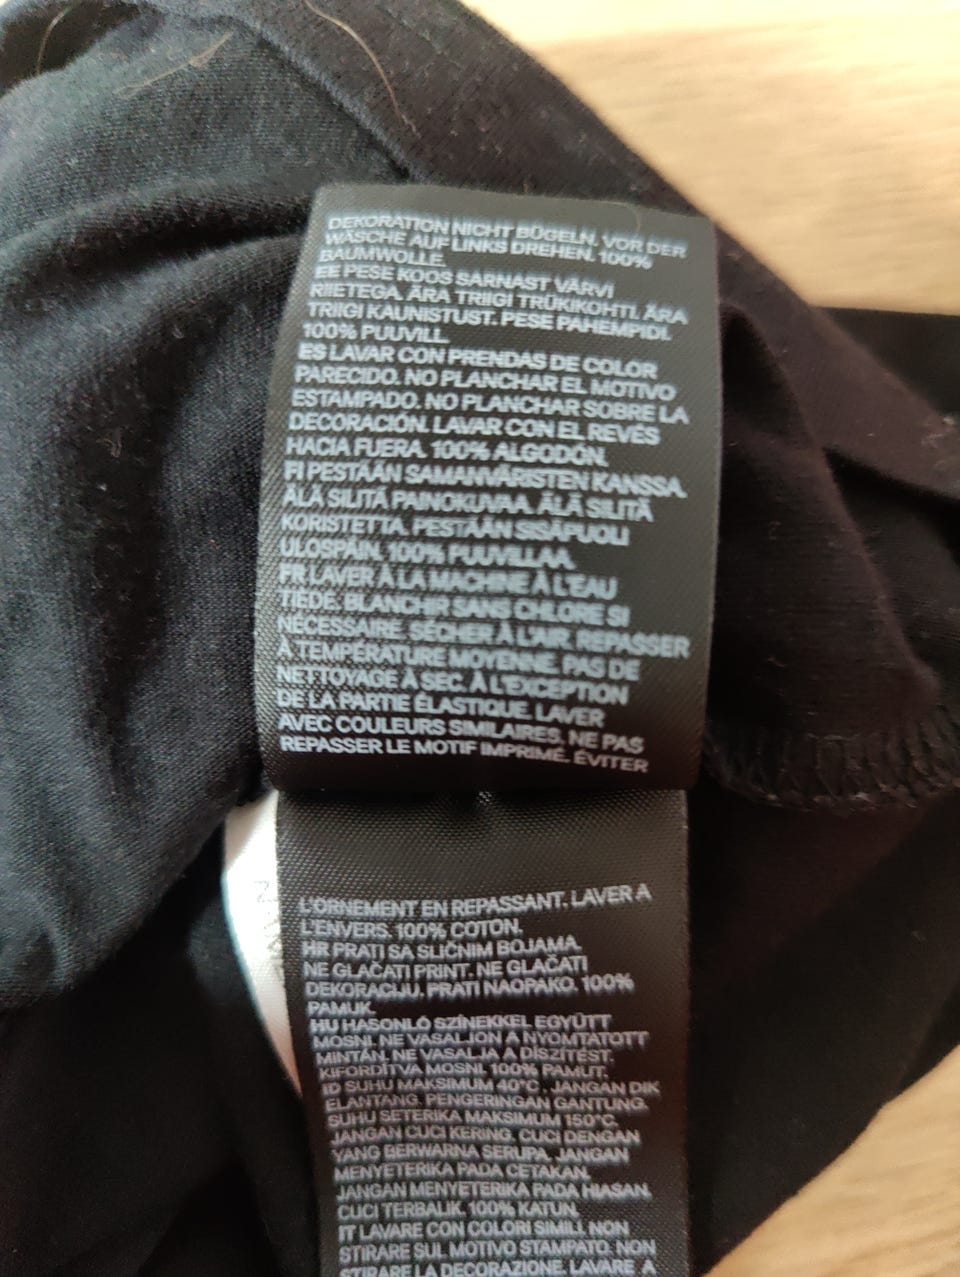 DEKORATION NICHT BÜGELN. VOR DER
WÄSCHE AUF LINKS DREHEN. 100%
BAUMWOLLE.
EE PESE KOOS SARNAST VÄRVI
RIIETEGA. ÄRA TRIIGI TRÜKIKOHTI. ÄRA
TRIIGI KAUNISTUST. PESE PAHEMPIDI.
100% PUUVILL.
ES LAVAR CON PRENDAS DE COLOR
PARECIDO. NO PLANCHAR EL MOTIVO
ESTAMPADO. NO PLANCHAR SOBRE LA
DECORACIÓN. LAVAR CON EL REVÉS
HACIA FUERA. 100% ALGODÓN.
FI PESTÄÄN SAMANVÄRISTEN KANSSA.
ÄLÄ SILITÄ PAINOKUVAA. ÄLÄ SILITÄ
KORISTETTA. PESTÄÄN SISÄPUOLI
ULOSPÄIN. 100% PUUVILLAA.
FR LAVER À LA MACHINE À L'EAU
TIÈDE. BLANCHIR SANS CHLORE SI
NÉCESSAIRE. SÉCHER À L'AIR. REPASSER
À TEMPÉRATURE MOYENNE. PAS DE
NETTOYAGE À SEC. À L'EXCEPTION
DE LA PARTIE ÉLASTIQUE. LAVER
AVEC COULEURS SIMILAIRES. NE PAS
REPASSER LE MOTIF IMPRIMÉ. ÉVITER
L'ORNEMENT EN REPASSANT. LAVER A
L'ENVERS. 100% COTON.
HR PRATI SA SLIČNIM BOJAMA.
NE GLAČATI PRINT. NE GLAČATI
DEKORACIJU. PRATI NAOPAKO. 100%
PAMUK.
HU HASONLÓ SZÍNEKKEL EGYÜTT
MOSNI. NE VASALJON A NYOMTATOTT
MINTÁN. NE VASALJA A DÍSZÍTÉST.
KIFORDÍTVA MOSNI. 100% PAMUT.
ID SUHU MAKSIMUM 40°C . JANGAN DIK
ELANTANG. PENGERINGAN GANTUNG.
SUHU SETERIKA MAKSIMUM 150°C.
JANGAN CUCI KERING. CUCI DENGAN
YANG BERWARNA SERUPA. JANGAN
MENYETERIKA PADA CETAKAN.
JANGAN MENYETERIKA PADA HIASAN.
CUCI TERBALIK. 100% KATUN.
IT LAVARE CON COLORI SIMILI. NON
STIRARE SUL MOTIVO STAMPATO. NON
STIRARE LA DECORAZIONE. LAVARE A